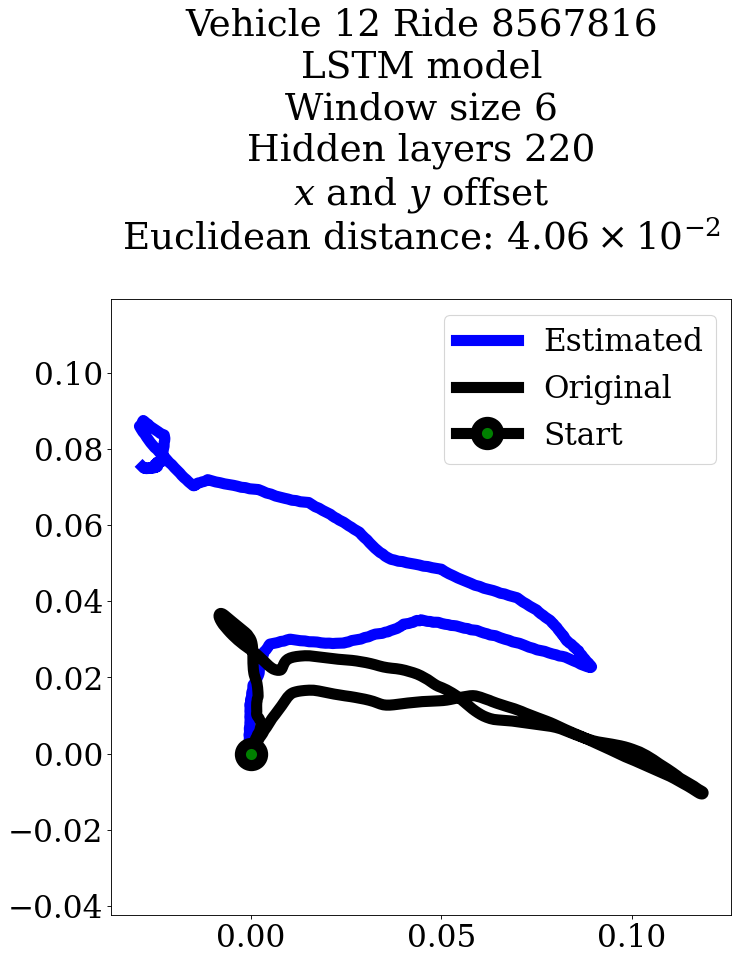 Vehicle 12 Ride 8567816
LSTM model
Window size 6
Hidden layers 220
x and y offset
Euclidean distance: 4.06 × 10⁻²
Estimated
Original
Start
0.10
0.08
0.06
0.04
0.02
0.00
−0.02
−0.04
0.00 0.05 0.10